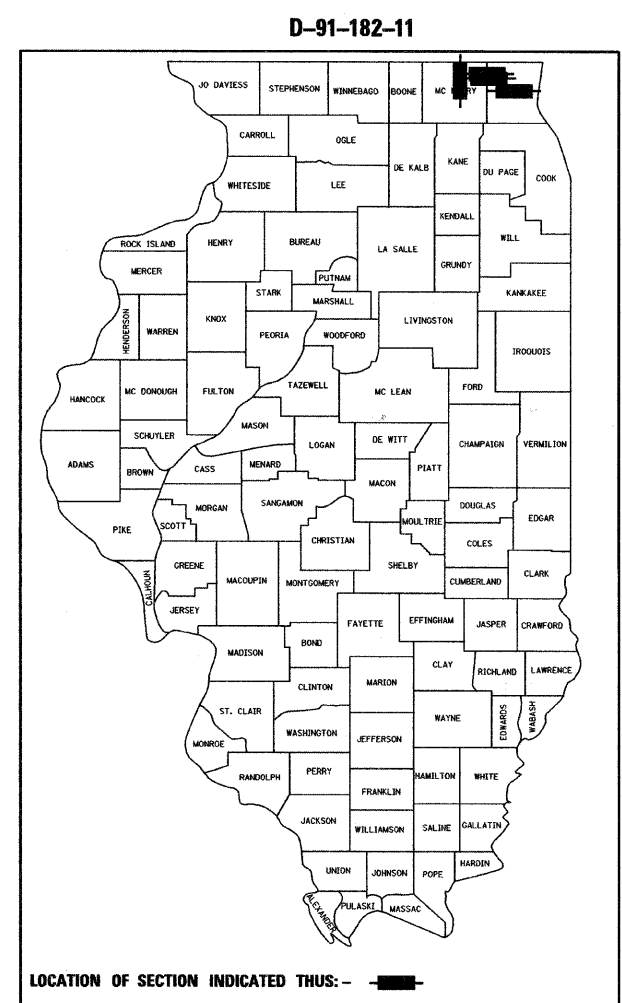 D-91-182-11
JO DAVIESS
STEPHENSON
WINNEBAGO
BOONE
CARROLL
OGLE
DE KALB
KANE
DU PAGE
COOK
WHITESIDE
LEE
KENDALL
ROCK ISLAND
HENRY
BUREAU
LA SALLE
WILL
MERCER
GRUNDY
PUTNAM
STARK
MARSHALL
KANKAKEE
HENDERSON
WARREN
KNOX
PEORIA
WOODFORD
LIVINGSTON
IROQUOIS
HANCOCK
MC DONOUGH
FULTON
TAZEWELL
MC LEAN
FORD
MASON
SCHUYLER
LOGAN
DE WITT
CHAMPAIGN
VERMILION
ADAMS
BROWN
CASS
MENARD
MACON
PIATT
MORGAN
SANGAMON
DOUGLAS
EDGAR
PIKE
SCOTT
CHRISTIAN
MOULTRIE
COLES
GREENE
MACOUPIN
MONTGOMERY
SHELBY
CUMBERLAND
CLARK
CALHOUN
JERSEY
FAYETTE
EFFINGHAM
JASPER
CRAWFORD
MADISON
BOND
CLAY
RICHLAND
LAWRENCE
CLINTON
MARION
ST. CLAIR
WAYNE
EDWARDS
WABASH
WASHINGTON
JEFFERSON
MONROE
RANDOLPH
PERRY
HAMILTON
WHITE
FRANKLIN
JACKSON
WILLIAMSON
SALINE
GALLATIN
UNION
JOHNSON
POPE
HARDIN
ALEXANDER
PULASKI
MASSAC
LOCATION OF SECTION INDICATED THUS: -